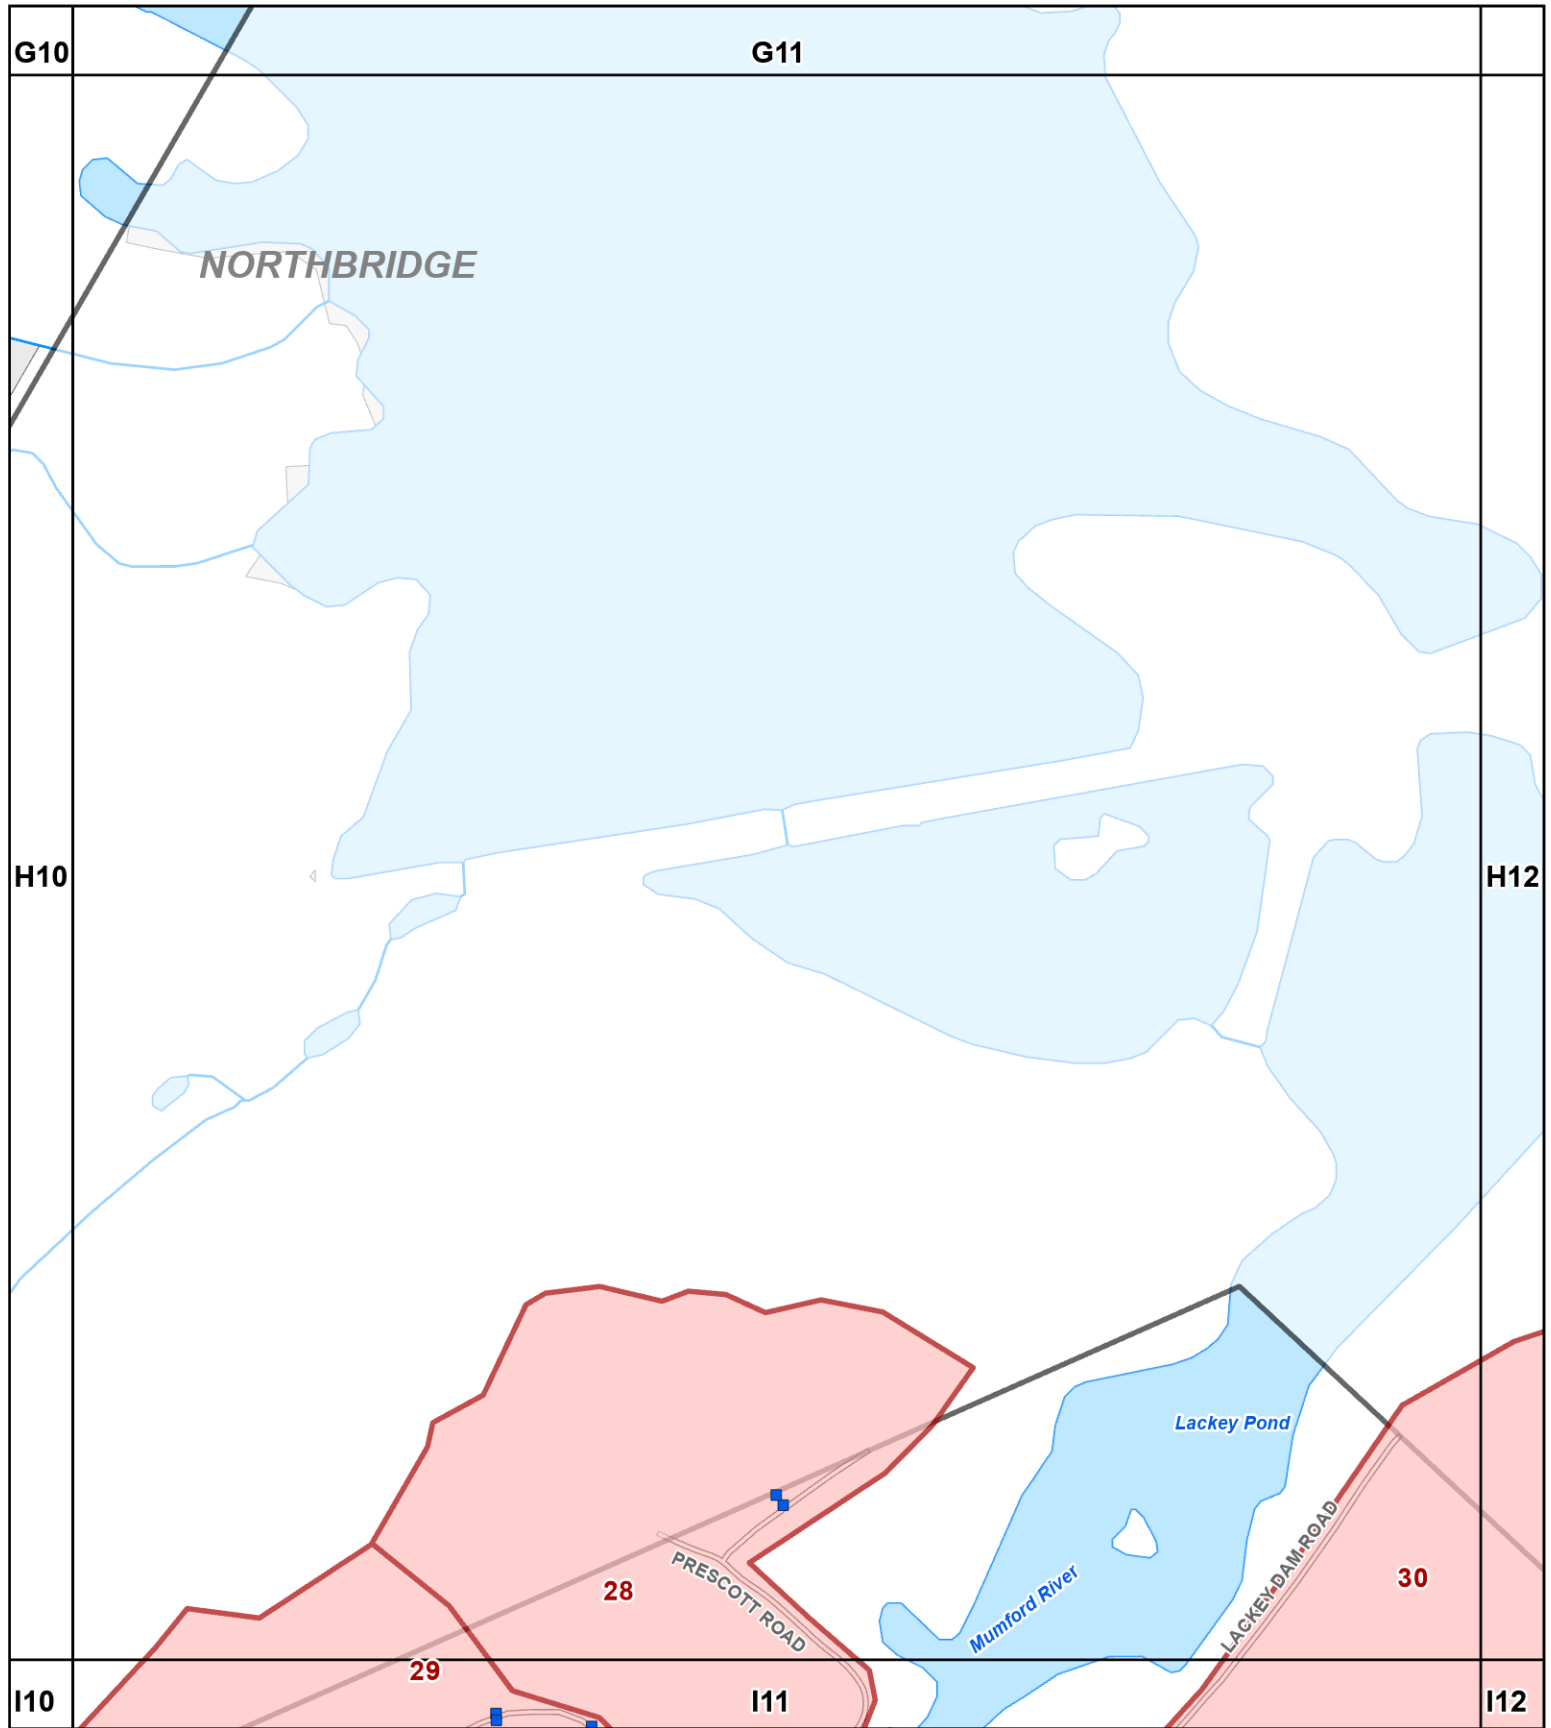 G10
G11
NORTHBRIDGE
H10
H12
Lackey Pond
LACKEY DAM ROAD
PRESCOTT ROAD
28
30
Mumford River
29
I10
I11
I12